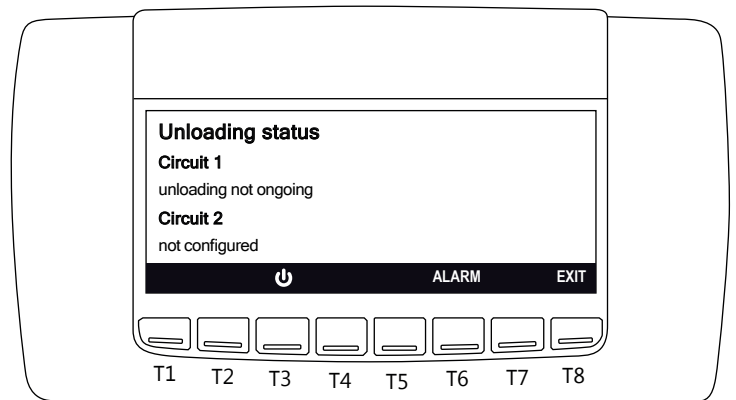 Unloading status
Circuit 1
unloading not ongoing
Circuit 2
not configured
ALARM EXIT
T1 T2 T3 T4 T5 T6 T7 T8